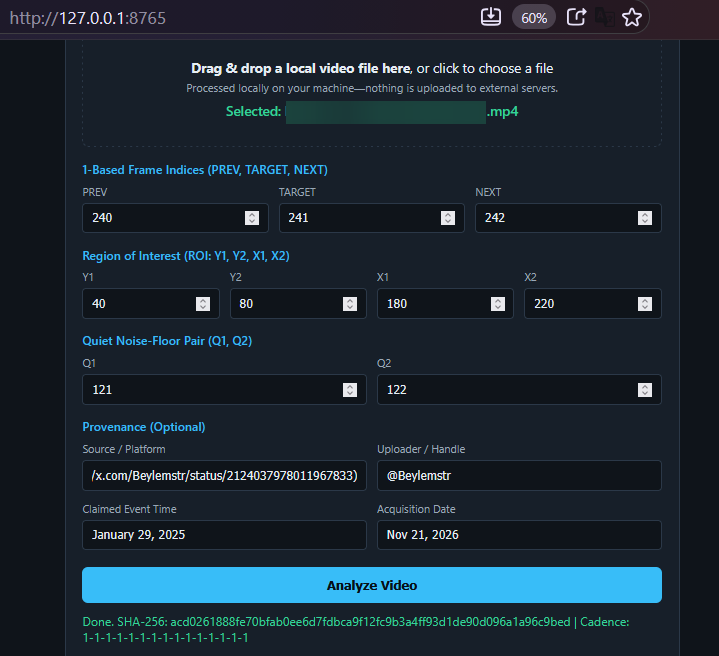 http://127.0.0.1:8765
60%
Drag & drop a local video file here, or click to choose a file
Processed locally on your machine—nothing is uploaded to external servers.
Selected: .mp4
1-Based Frame Indices (PREV, TARGET, NEXT)
PREV TARGET NEXT
240 241 242
Region of Interest (ROI: Y1, Y2, X1, X2)
Y1 Y2 X1 X2
40 80 180 220
Quiet Noise-Floor Pair (Q1, Q2)
Q1 Q2
121 122
Provenance (Optional)
Source / Platform Uploader / Handle
/x.com/Beylemstr/status/2124037978011967833) @Beylemstr
Claimed Event Time Acquisition Date
January 29, 2025 Nov 21, 2026
Analyze Video
Done. SHA-256: acd0261888fe70bfab0ee6d7fdbca9f12fc9b3a4ff93d1de90d096a1a96c9bed | Cadence:
1-1-1-1-1-1-1-1-1-1-1-1-1-1-1